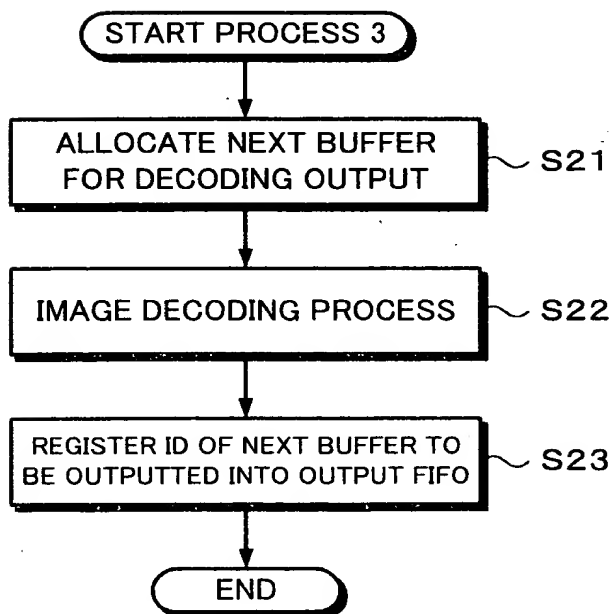 START PROCESS 3
ALLOCATE NEXT BUFFER
FOR DECODING OUTPUT
S21
IMAGE DECODING PROCESS
S22
REGISTER ID OF NEXT BUFFER TO
BE OUTPUTTED INTO OUTPUT FIFO
S23
END